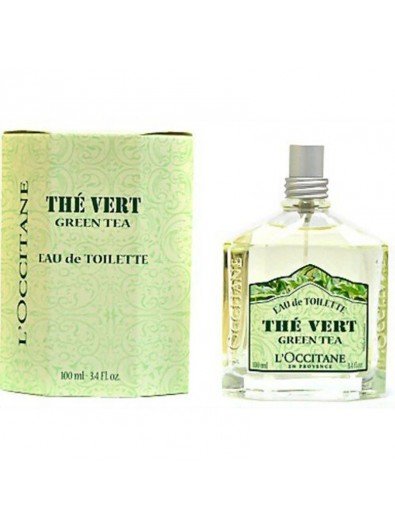 L'OCCITANE
THÉ VERT
GREEN TEA
EAU de TOILETTE
100 ml - 3.4 Fl. oz.
L'OCCITANE
EAU de TOILETTE
THÉ VERT
GREEN TEA
L'OCCITANE
EN PROVENCE
100 ml 3.4 fl.oz